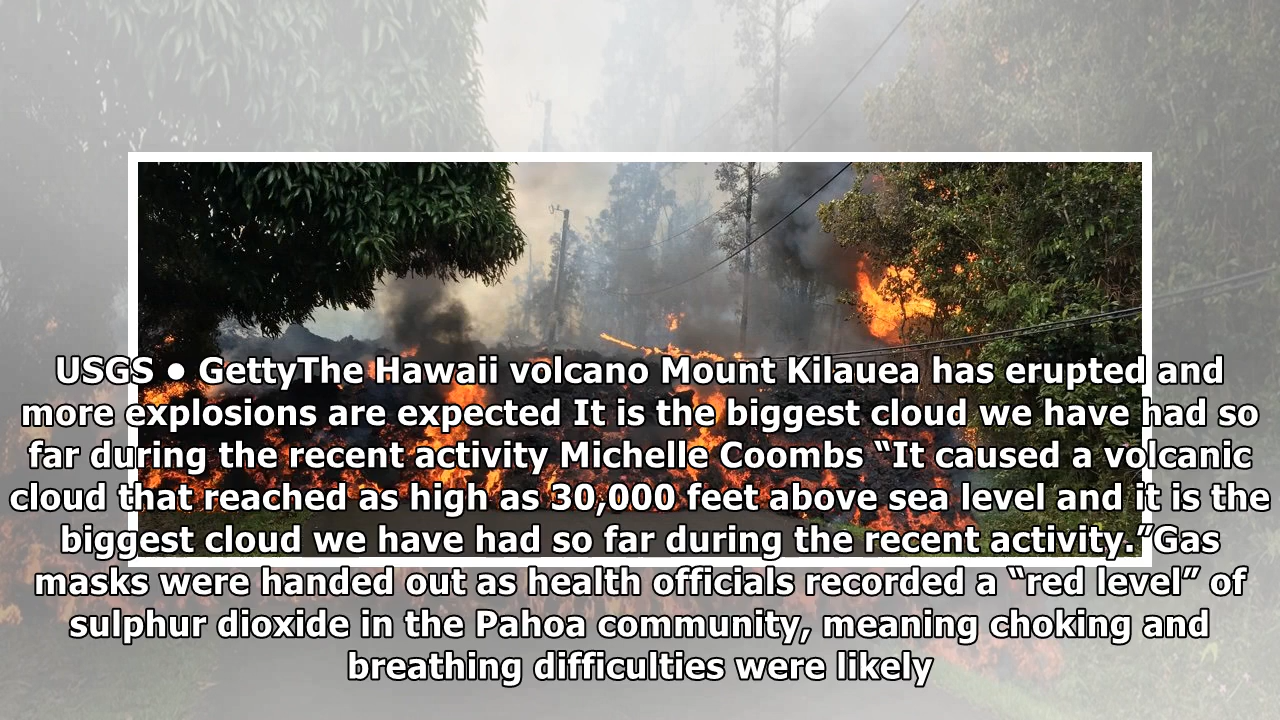 USGS • GettyThe Hawaii volcano Mount Kilauea has erupted and
more explosions are expected It is the biggest cloud we have had so
far during the recent activity Michelle Coombs “It caused a volcanic
cloud that reached as high as 30,000 feet above sea level and it is the
biggest cloud we have had so far during the recent activity.”Gas
masks were handed out as health officials recorded a “red level” of
sulphur dioxide in the Pahoa community, meaning choking and
breathing difficulties were likely